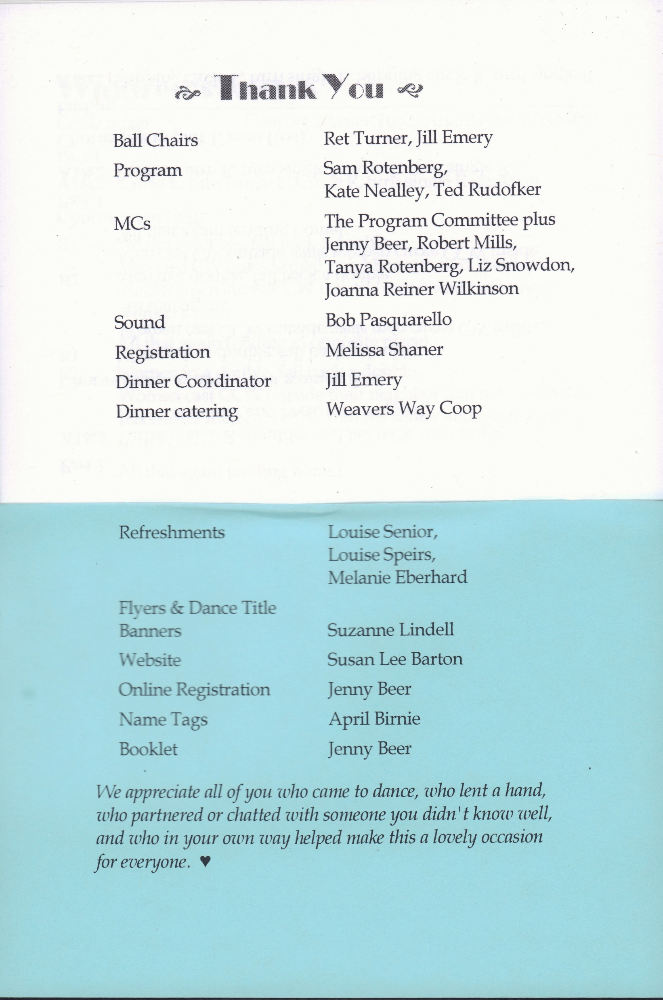 Thank You
Ball Chairs Ret Turner, Jill Emery
Program Sam Rotenberg,
Kate Nealley, Ted Rudofker
MCs The Program Committee plus
Jenny Beer, Robert Mills,
Tanya Rotenberg, Liz Snowdon,
Joanna Reiner Wilkinson
Sound Bob Pasquarello
Registration Melissa Shaner
Dinner Coordinator Jill Emery
Dinner catering Weavers Way Coop
Refreshments Louise Senior,
Louise Speirs,
Melanie Eberhard
Flyers & Dance Title
Banners Suzanne Lindell
Website Susan Lee Barton
Online Registration Jenny Beer
Name Tags April Birnie
Booklet Jenny Beer
We appreciate all of you who came to dance, who lent a hand,
who partnered or chatted with someone you didn't know well,
and who in your own way helped make this a lovely occasion
for everyone. ♥